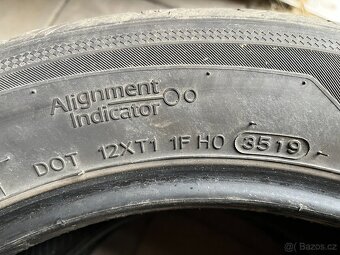 Alignment
Indicator
DOT 12XT1 1F H0 3519
Bazos.cz